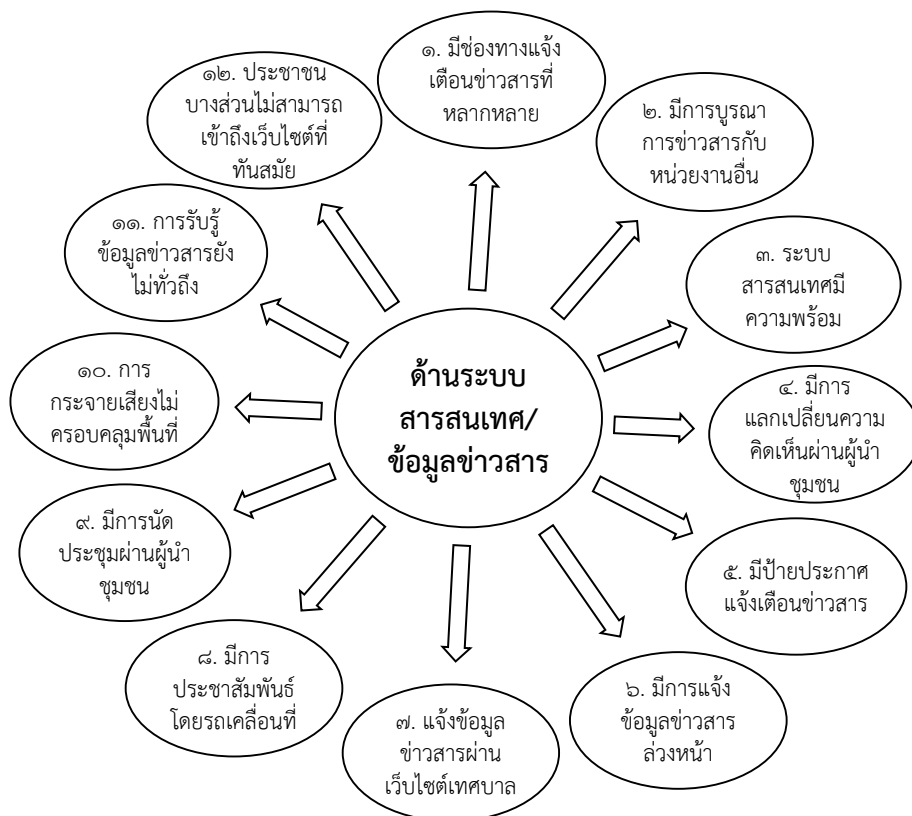 ด้านระบบ
สารสนเทศ/
ข้อมูลข่าวสาร
๑. มีช่องทางแจ้ง
เตือนข่าวสารที่
หลากหลาย
๒. มีการบูรณา
การข่าวสารกับ
หน่วยงานอื่น
๓. ระบบ
สารสนเทศมี
ความพร้อม
๔. มีการ
แลกเปลี่ยนความ
คิดเห็นผ่านผู้นำ
ชุมชน
๕. มีป้ายประกาศ
แจ้งเตือนข่าวสาร
๖. มีการแจ้ง
ข้อมูลข่าวสาร
ล่วงหน้า
๗. แจ้งข้อมูล
ข่าวสารผ่าน
เว็บไซต์เทศบาล
๘. มีการ
ประชาสัมพันธ์
โดยรถเคลื่อนที่
๙. มีการนัด
ประชุมผ่านผู้นำ
ชุมชน
๑๐. การ
กระจายเสียงไม่
ครอบคลุมพื้นที่
๑๑. การรับรู้
ข้อมูลข่าวสารยัง
ไม่ทั่วถึง
๑๒. ประชาชน
บางส่วนไม่สามารถ
เข้าถึงเว็บไซต์ที่
ทันสมัย